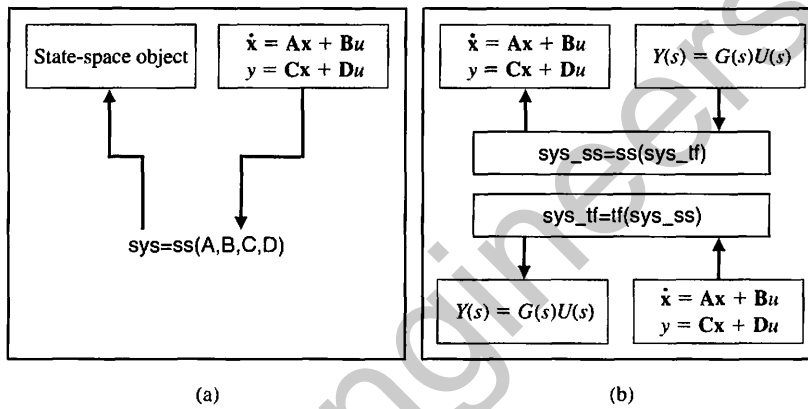 State-space object
ẋ = Ax + Bu
y = Cx + Du
sys=ss(A,B,C,D)
(a)
ẋ = Ax + Bu
y = Cx + Du
Y(s) = G(s)U(s)
sys_ss=ss(sys_tf)
sys_tf=tf(sys_ss)
Y(s) = G(s)U(s)
ẋ = Ax + Bu
y = Cx + Du
(b)
ngineers